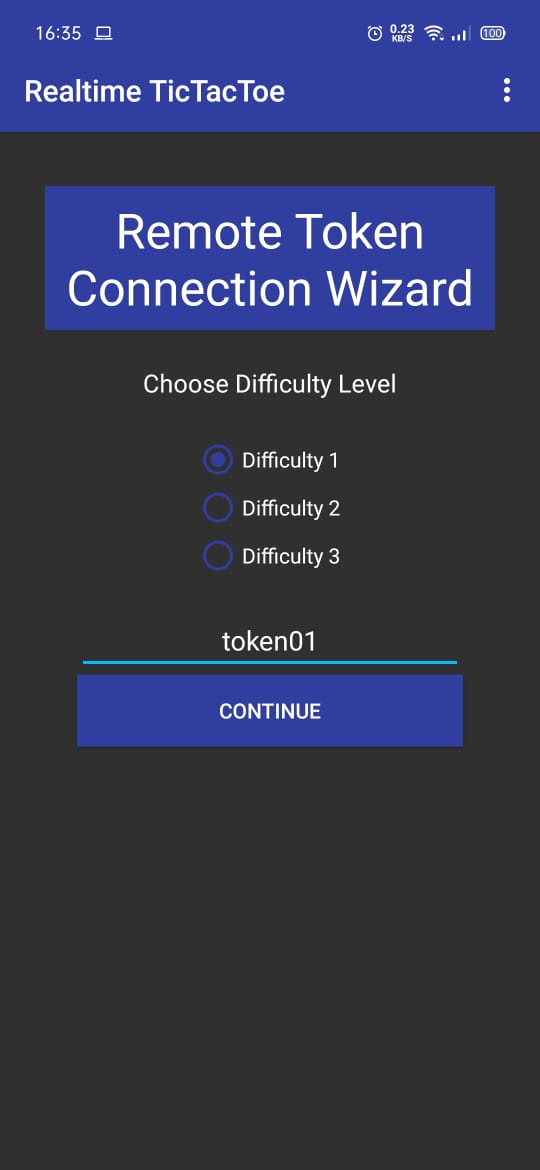 16:35
0.23
KB/S
100
Realtime TicTacToe
Remote Token
Connection Wizard
Choose Difficulty Level
Difficulty 1
Difficulty 2
Difficulty 3
token01
CONTINUE